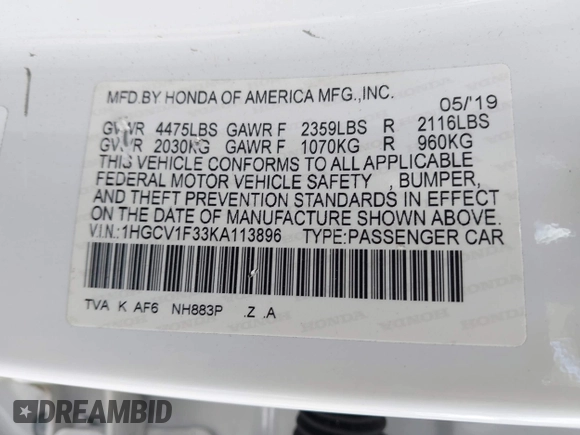 MFD. BY HONDA OF AMERICA MFG., INC. 05/'19
GVWR 4475LBS GAWR F 2359LBS R 2116LBS
GVWR 2030KG GAWR F 1070KG R 960KG
THIS VEHICLE CONFORMS TO ALL APPLICABLE
FEDERAL MOTOR VEHICLE SAFETY , BUMPER,
AND THEFT PREVENTION STANDARDS IN EFFECT
ON THE DATE OF MANUFACTURE SHOWN ABOVE.
V.I.N.: 1HGCV1F33KA113896 TYPE: PASSENGER CAR
TVA K AF6 NH883P .Z .A
DREAMBID